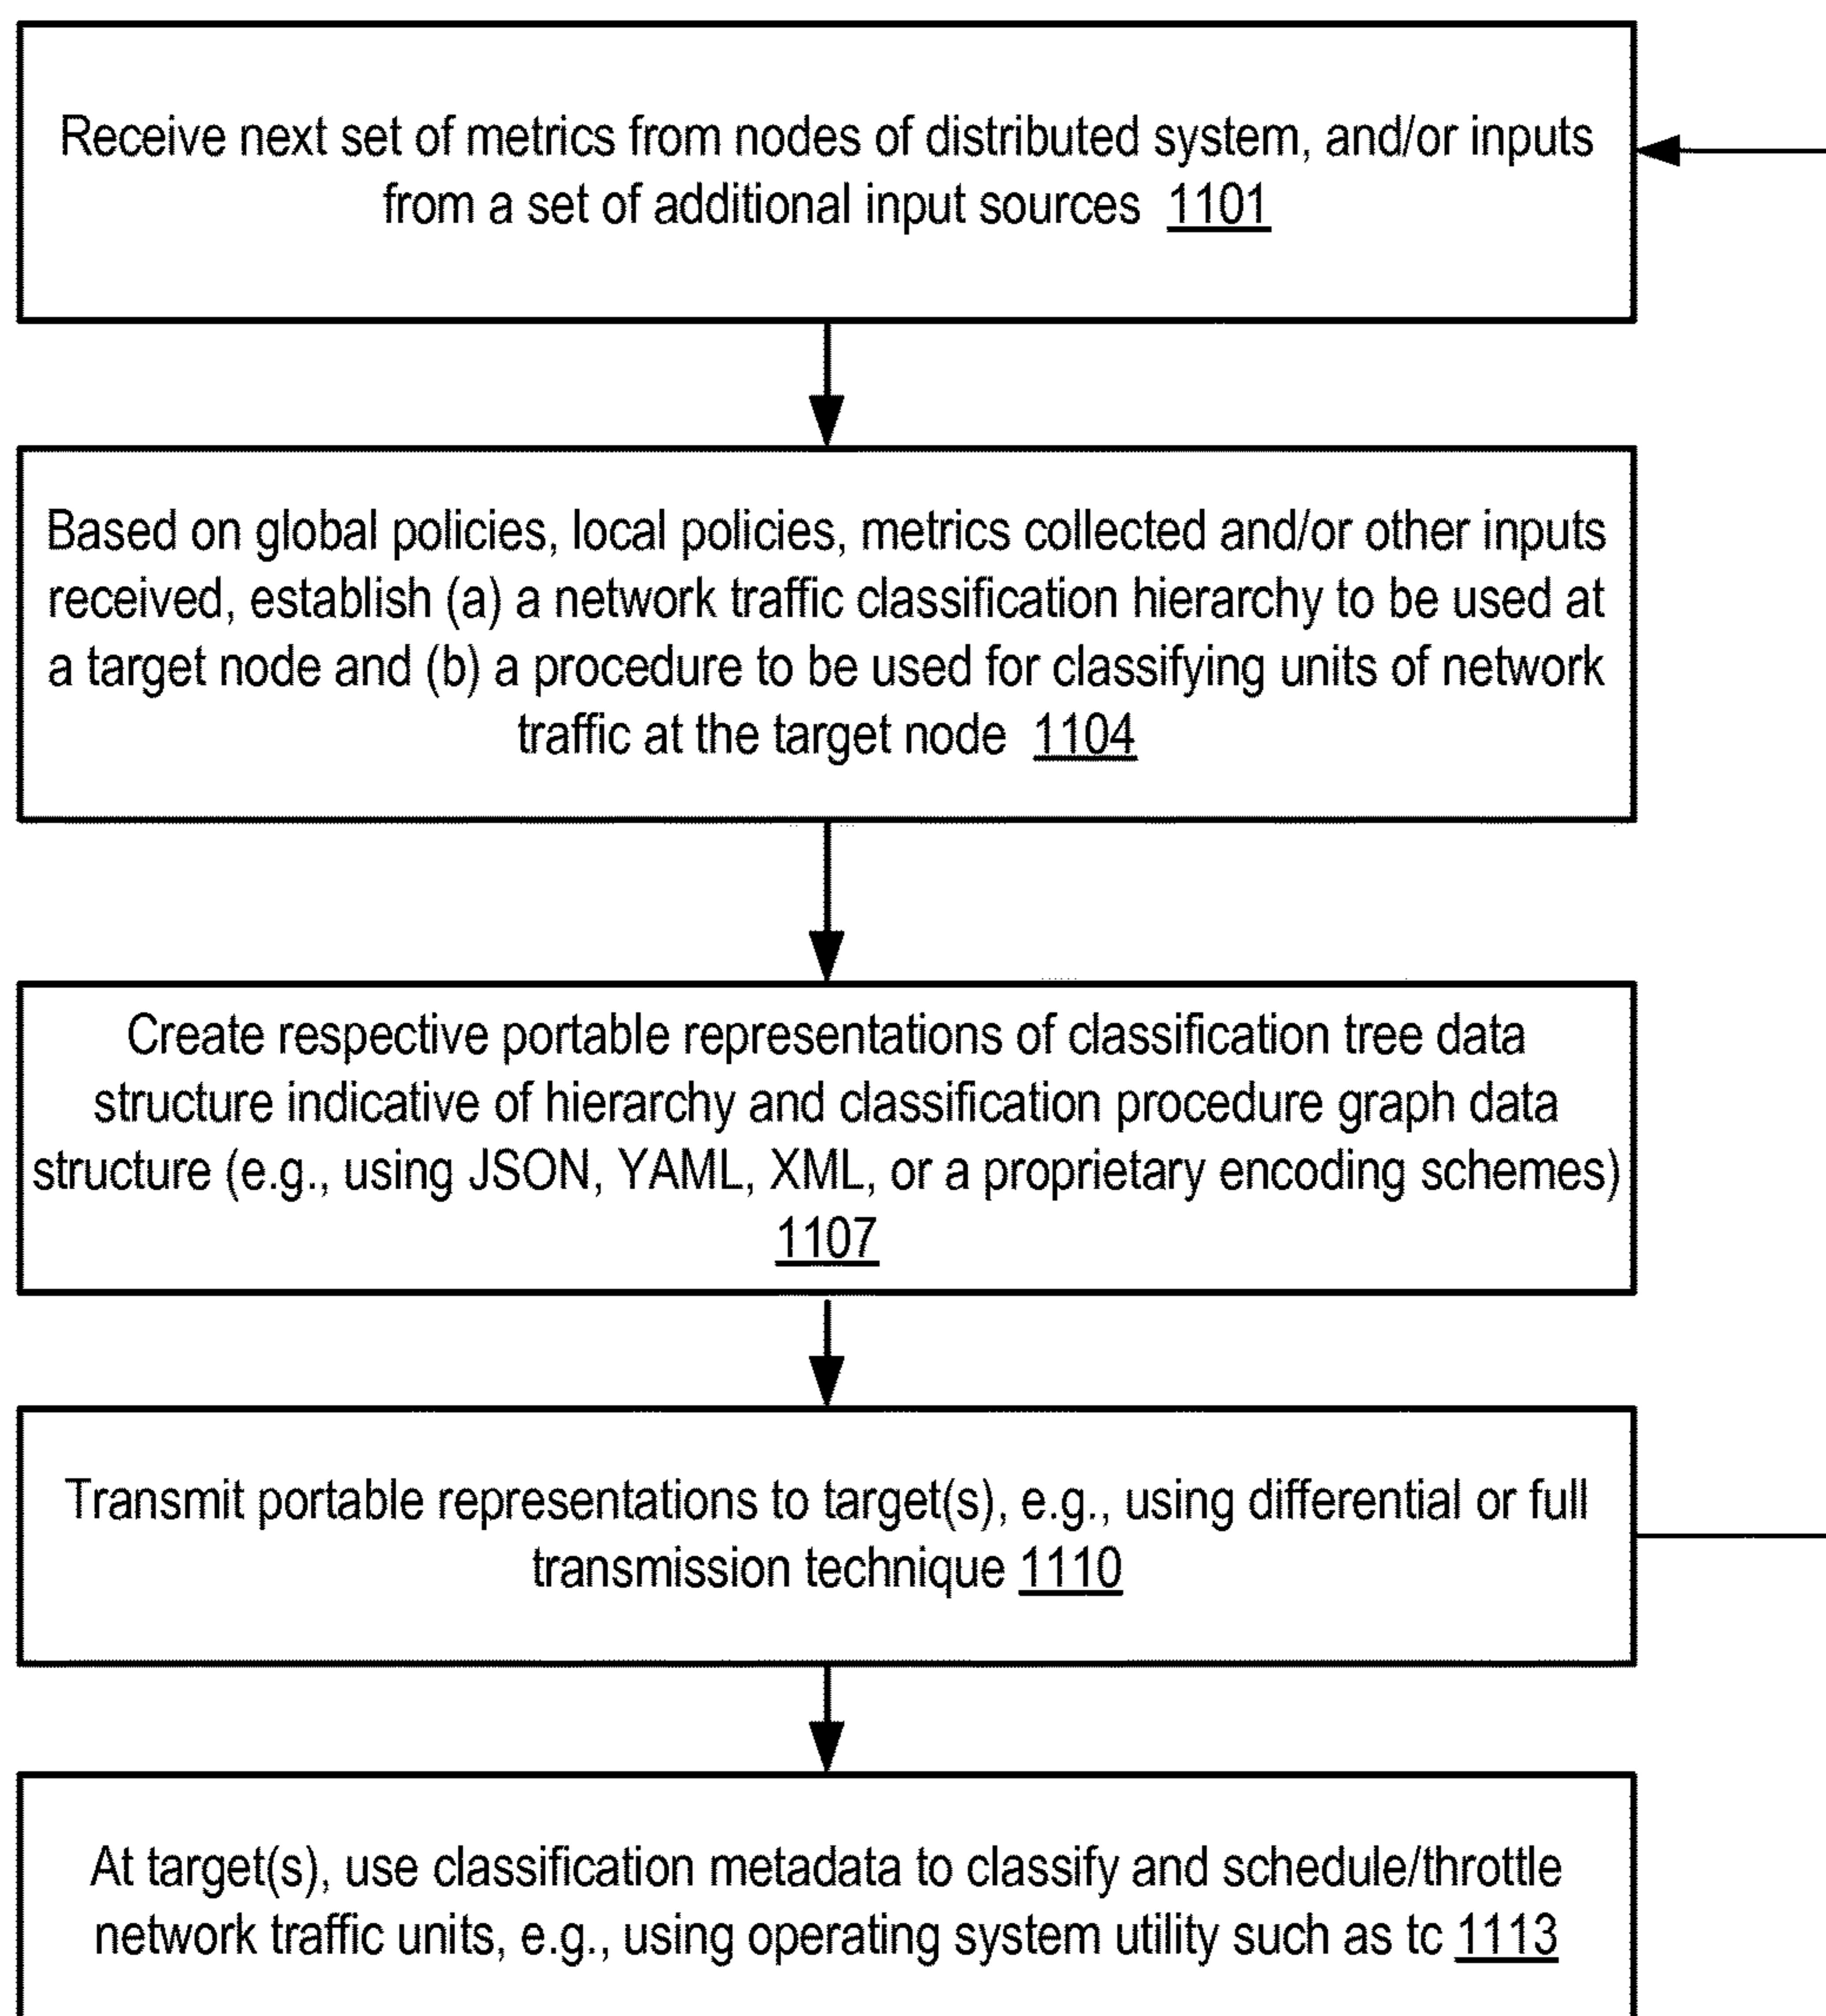 Receive next set of metrics from nodes of distributed system, and/or inputs
from a set of additional input sources 1101
Based on global policies, local policies, metrics collected and/or other inputs
received, establish (a) a network traffic classification hierarchy to be used at
a target node and (b) a procedure to be used for classifying units of network
traffic at the target node 1104
Create respective portable representations of classification tree data
structure indicative of hierarchy and classification procedure graph data
structure (e.g., using JSON, YAML, XML, or a proprietary encoding schemes)
1107
Transmit portable representations to target(s), e.g., using differential or full
transmission technique 1110
At target(s), use classification metadata to classify and schedule/throttle
network traffic units, e.g., using operating system utility such as tc 1113